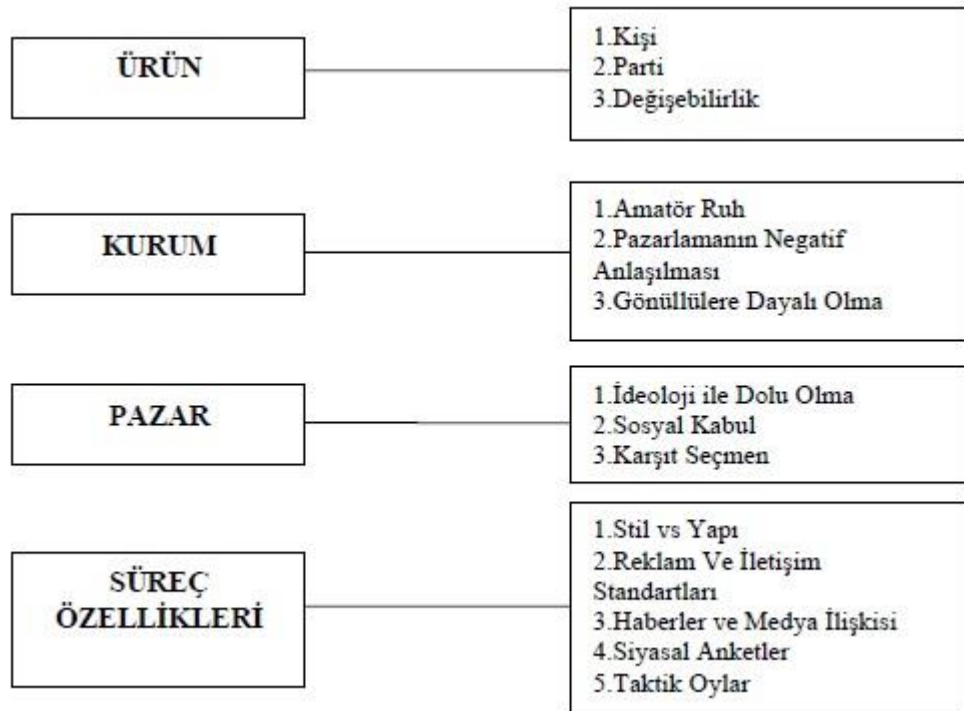 ÜRÜN
1.Kişi
2.Parti
3.Değişebilirlik
KURUM
1.Amatör Ruh
2.Pazarlamanın Negatif
Anlaşılması
3.Gönüllülere Dayalı Olma
PAZAR
1.İdeoloji ile Dolu Olma
2.Sosyal Kabul
3.Karşıt Seçmen
SÜREÇ
ÖZELLİKLERİ
1.Stil vs Yapı
2.Reklam Ve İletişim
Standartları
3.Haberler ve Medya İlişkisi
4.Siyasal Anketler
5.Taktik Oylar